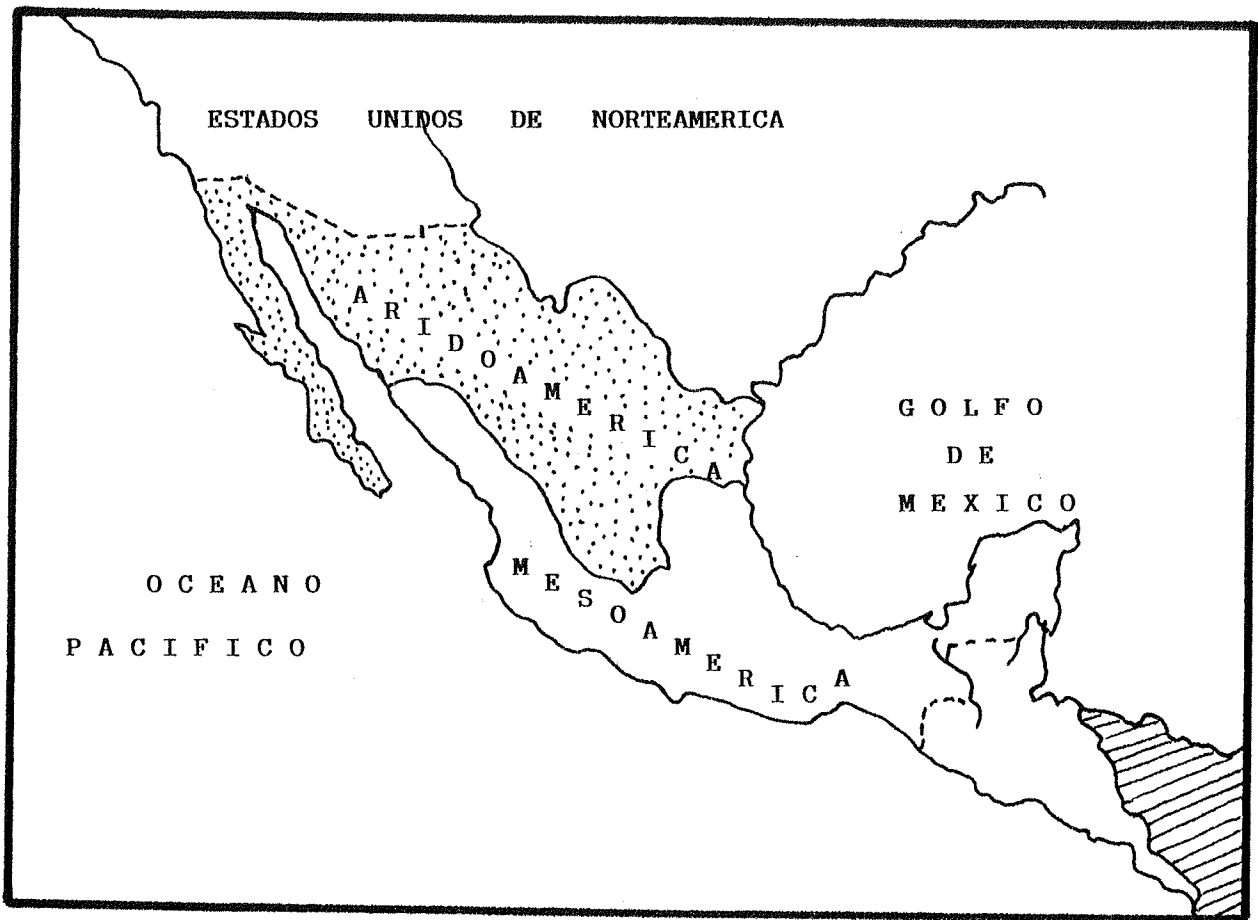 ESTADOS UNIDOS DE NORTEAMERICA
ARIDOAMERICA
GOLFO
DE
MEXICO
OCEANO
PACIFICO
MESOAMERICA